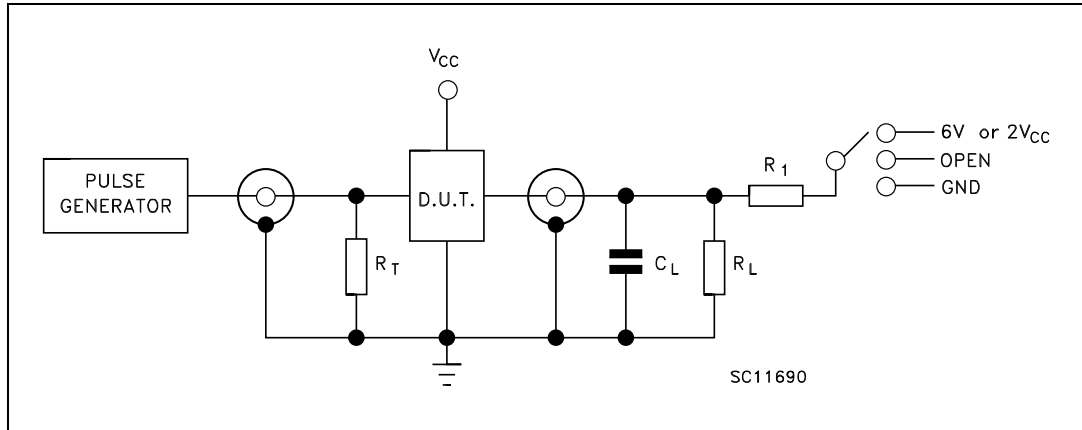 VCC
6V or 2VCC
OPEN
GND
R1
PULSE
GENERATOR
D.U.T.
RT
CL
RL
SC11690